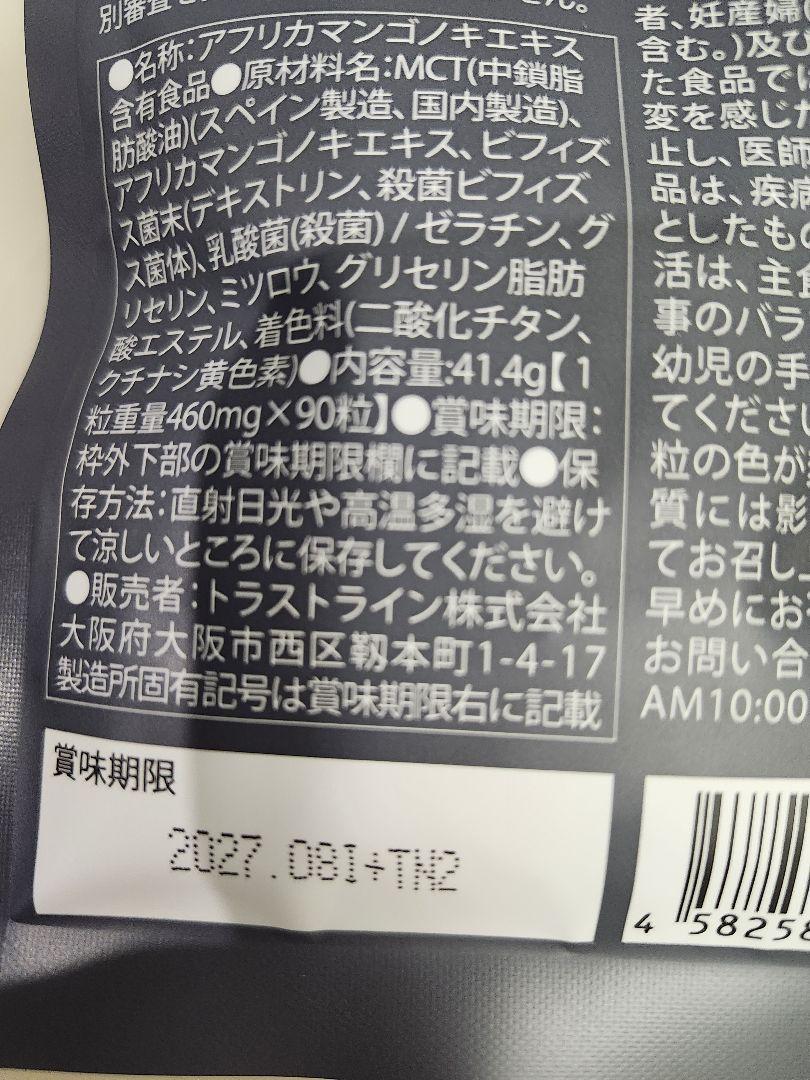 ●名称:アフリカマンゴノキエキス
含有食品●原材料名:MCT(中鎖脂
肪酸油)(スペイン製造、国内製造)、
アフリカマンゴノキエキス、ビフィズ
ス菌末(デキストリン、殺菌ビフィズ
ス菌体)、乳酸菌(殺菌) / ゼラチン、グ
リセリン、ミツロウ、グリセリン脂肪
酸エステル、着色料(二酸化チタン、
クチナシ黄色素)●内容量:41.4g【1
粒重量460mg×90粒】●賞味期限:
枠外下部の賞味期限欄に記載●保
存方法:直射日光や高温多湿を避け
て涼しいところに保存してください。
●販売者:トラストライン株式会社
大阪府大阪市西区靱本町1-4-17
製造所固有記号は賞味期限右に記載
者、妊産婦(
含む。)及び
た食品では
変を感じた
止し、医師
品は、疾病
としたもの
活は、主食
事のバラ
幼児の手
てください
粒の色が
質には影
てお召し上
早めにお
お問い合
AM10:00
賞味期限
2027.08I+TN2
4 58258